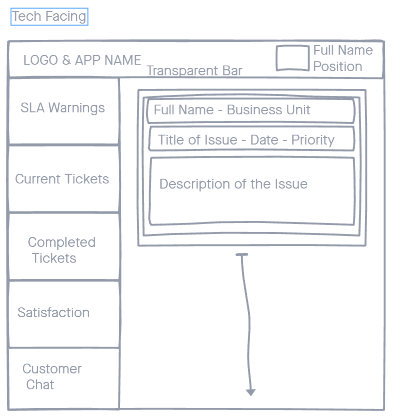 Tech Facing
LOGO & APP NAME
Transparent Bar
Full Name
Position
SLA Warnings
Current Tickets
Completed
Tickets
Satisfaction
Customer
Chat
Full Name - Business Unit
Title of Issue - Date - Priority
Description of the Issue